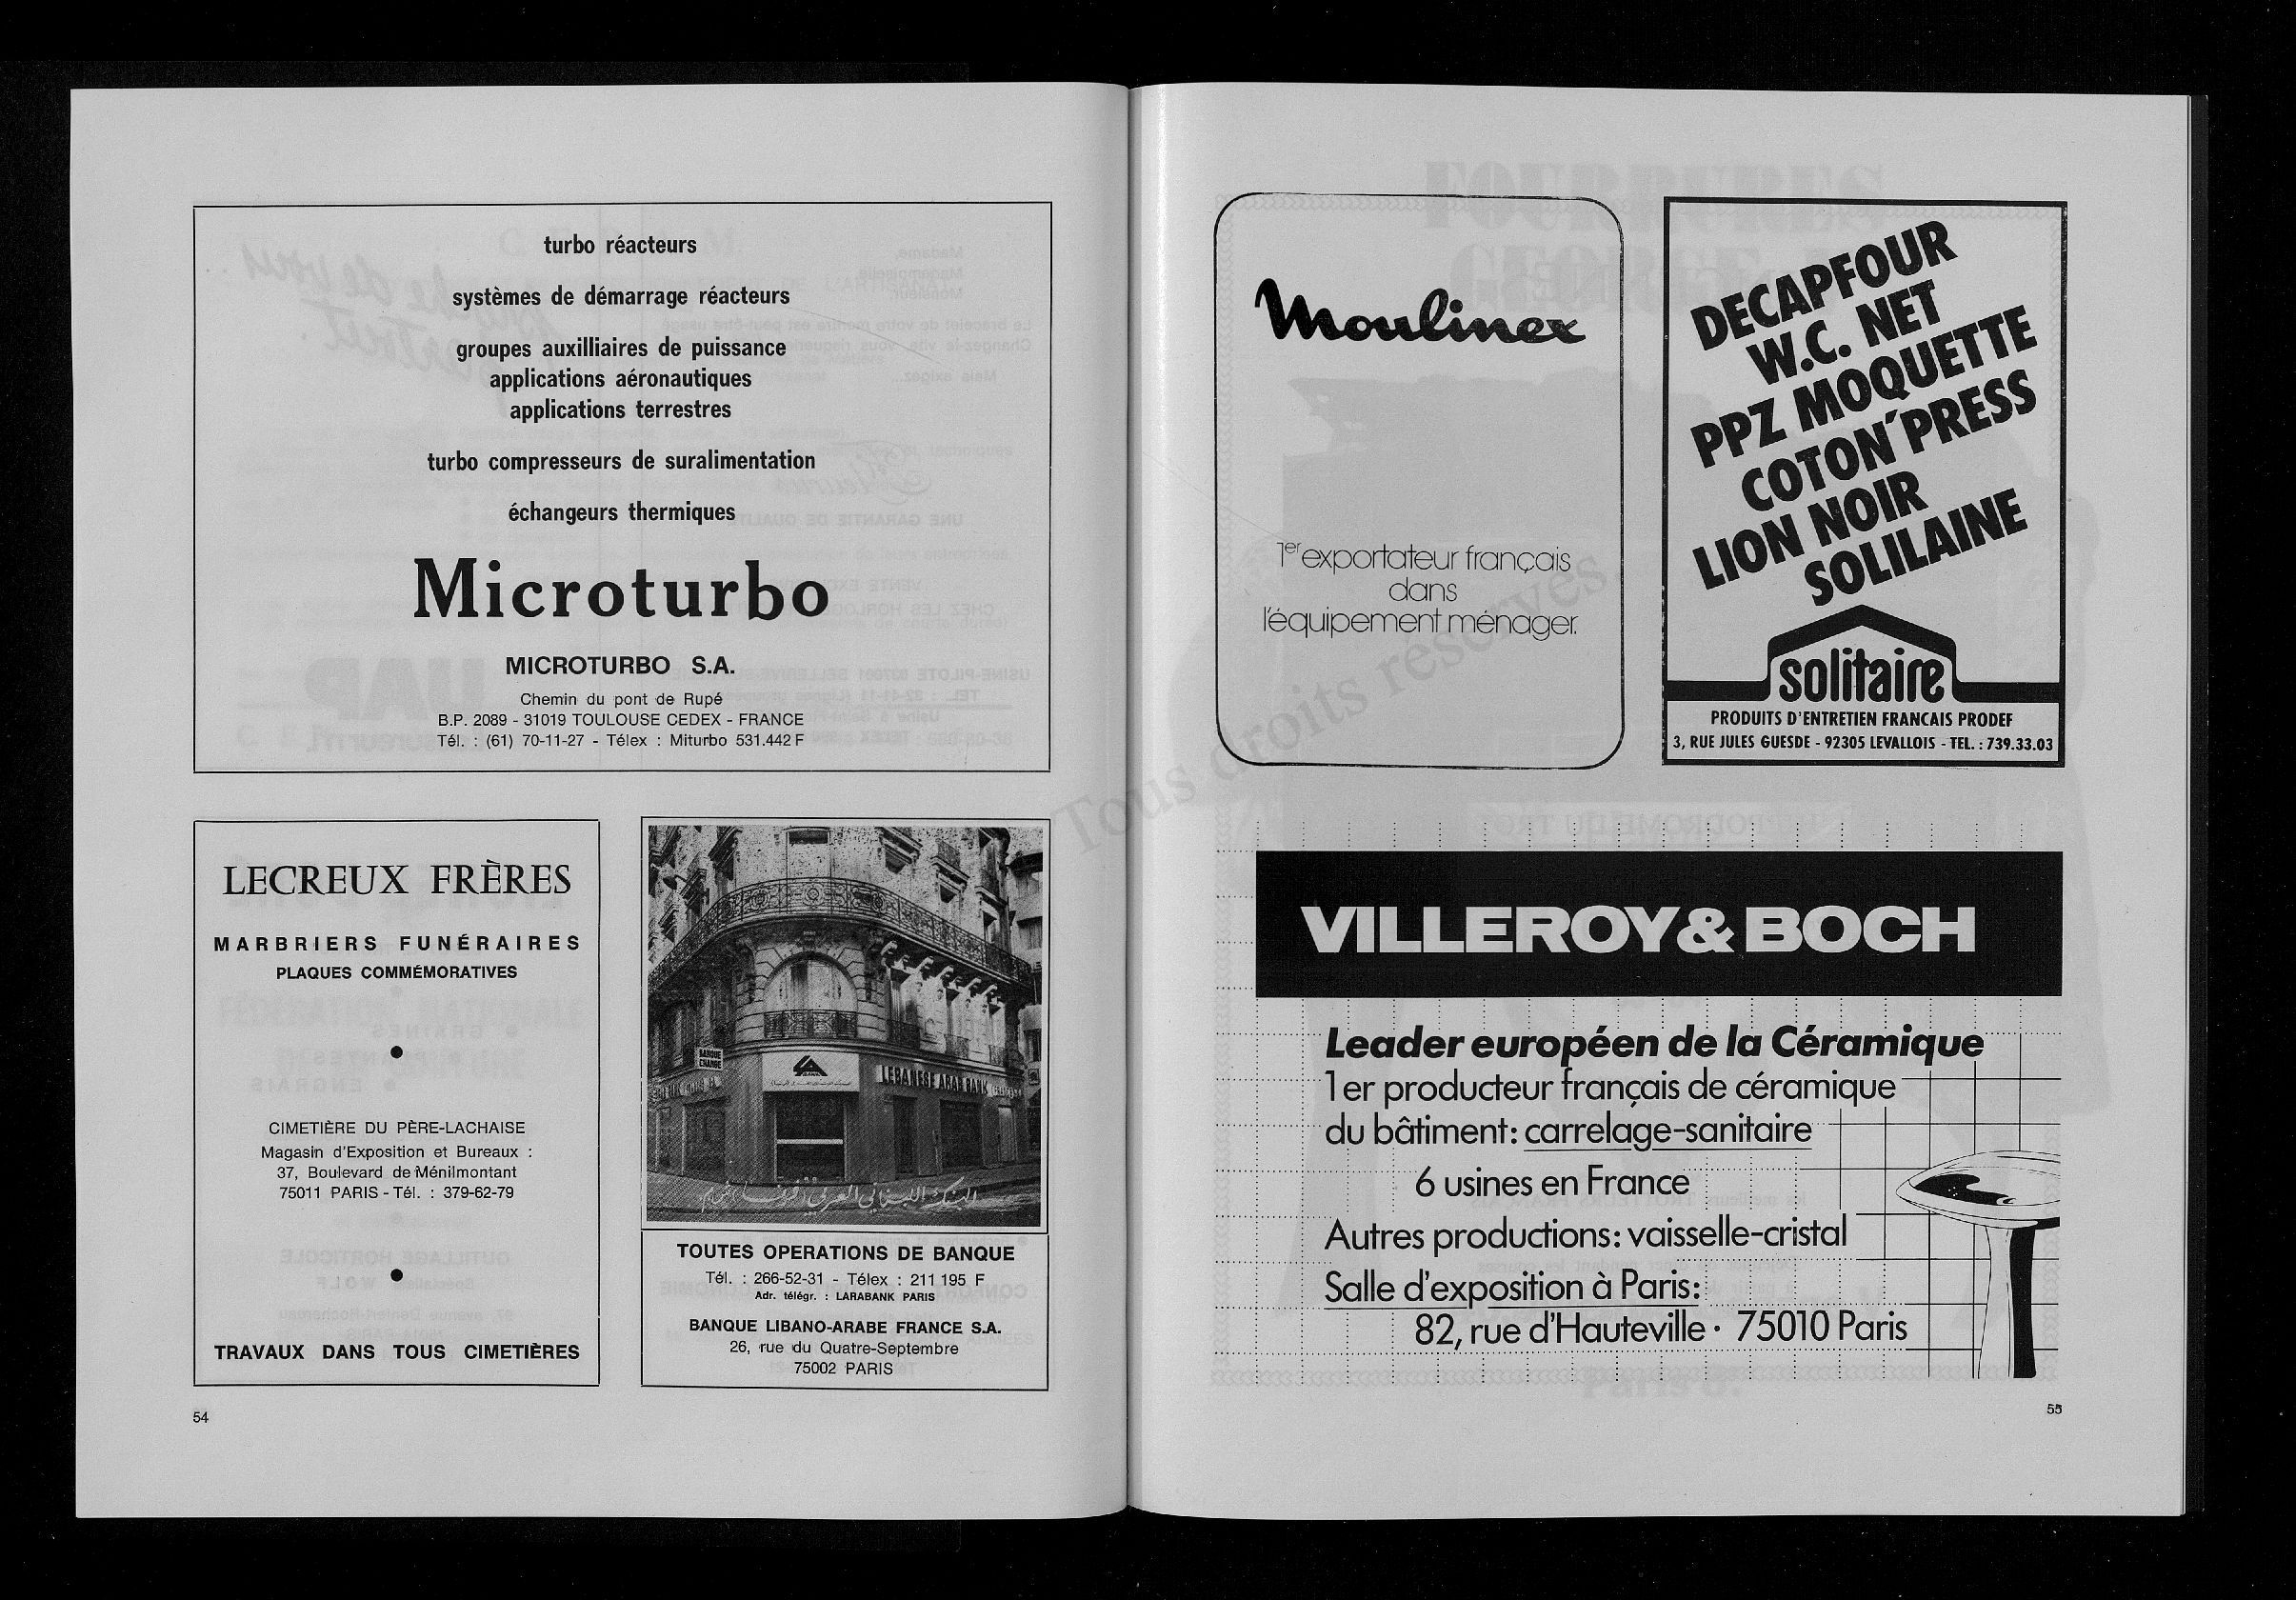 turbo réacteurs
systèmes de démarrage réacteurs
groupes auxilliaires de puissance
applications aéronautiques
applications terrestres
turbo compresseurs de suralimentation
échangeurs thermiques
Microturbo
MICROTURBO S.A.
Chemin du pont de Rupé
B.P. 2089 - 31019 TOULOUSE CEDEX - FRANCE
Tél. : (61) 70-11-27 - Télex : Miturbo 531.442 F
LECREUX FRÈRES
MARBRIERS FUNÉRAIRES
PLAQUES COMMÉMORATIVES
CIMETIÈRE DU PÈRE-LACHAISE
Magasin d'Exposition et Bureaux :
37, Boulevard de Ménilmontant
75011 PARIS - Tél. : 379-62-79
TRAVAUX DANS TOUS CIMETIÈRES
BANQUE
CHANGE
LEBANESE ARAB BANK
TOUTES OPERATIONS DE BANQUE
Tél. : 266-52-31 - Télex : 211 195 F
Adr. télégr. : LARABANK PARIS
BANQUE LIBANO-ARABE FRANCE S.A.
26, rue du Quatre-Septembre
75002 PARIS
54
Moulinex
1er exportateur français
dans
l'équipement ménager.
DECAPFOUR
W.C. NET
PPZ MOQUETTE
COTON'PRESS
LION NOIR
SOLILAINE
solitaire
PRODUITS D'ENTRETIEN FRANCAIS PRODEF
3, RUE JULES GUESDE - 92305 LEVALLOIS - TEL. : 739.33.03
VILLEROY & BOCH
Leader européen de la Céramique
1er producteur français de céramique
du bâtiment: carrelage-sanitaire
6 usines en France
Autres productions: vaisselle-cristal
Salle d'exposition à Paris:
82, rue d'Hauteville · 75010 Paris
55
Tous droits réservés.